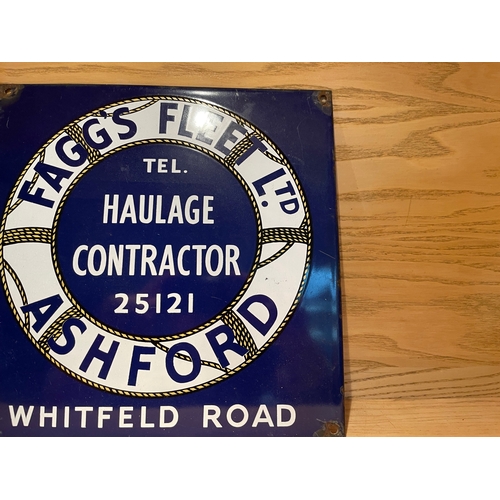 FAGG'S FLEET LTD.
TEL.
HAULAGE
CONTRACTOR
25121
ASHFORD
WHITFELD ROAD